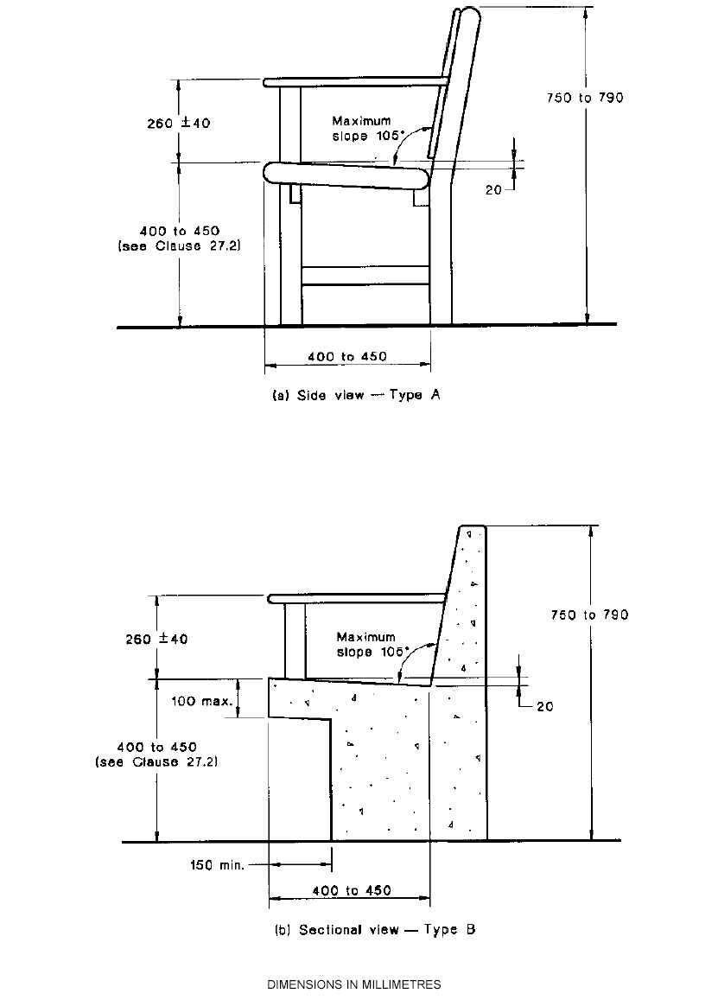 750 to 790
260 ±40
Maximum
slope 105°
20
400 to 450
(see Clause 27.2)
400 to 450
(a) Side view — Type A
750 to 790
260 ±40
Maximum
slope 105°
100 max.
20
400 to 450
(see Clause 27.2)
150 min.
400 to 450
(b) Sectional view — Type B
DIMENSIONS IN MILLIMETRES